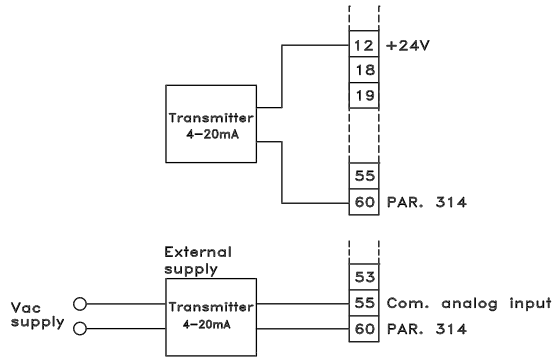 12 +24V
18
19
Transmitter
4-20mA
55
60 PAR. 314
External
supply
53
Vac
supply
Transmitter
4-20mA
55 Com. analog input
60 PAR. 314